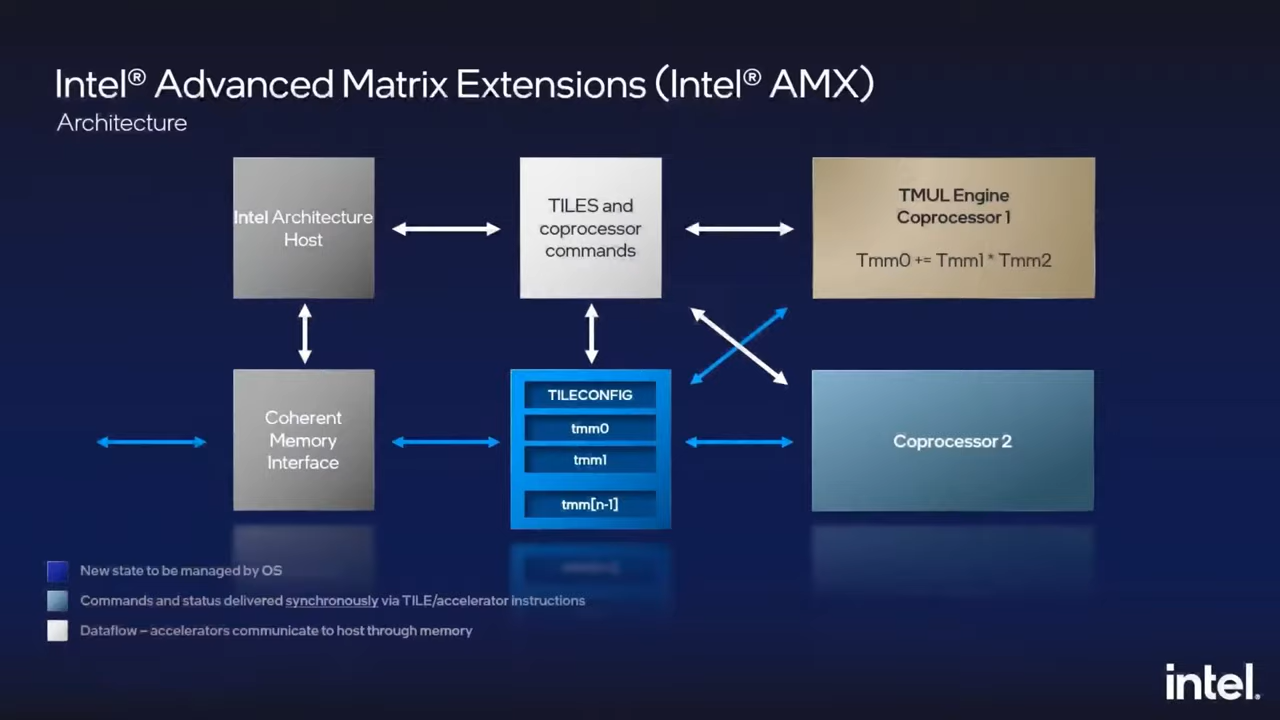 Intel® Advanced Matrix Extensions (Intel® AMX)
Architecture
Intel Architecture
Host
TILES and
coprocessor
commands
TMUL Engine
Coprocessor 1
Tmm0 += Tmm1 * Tmm2
Coherent
Memory
Interface
TILECONFIG
tmm0
tmm1
tmm[n-1]
Coprocessor 2
New state to be managed by OS
Commands and status delivered synchronously via TILE/accelerator instructions
Dataflow – accelerators communicate to host through memory
intel.